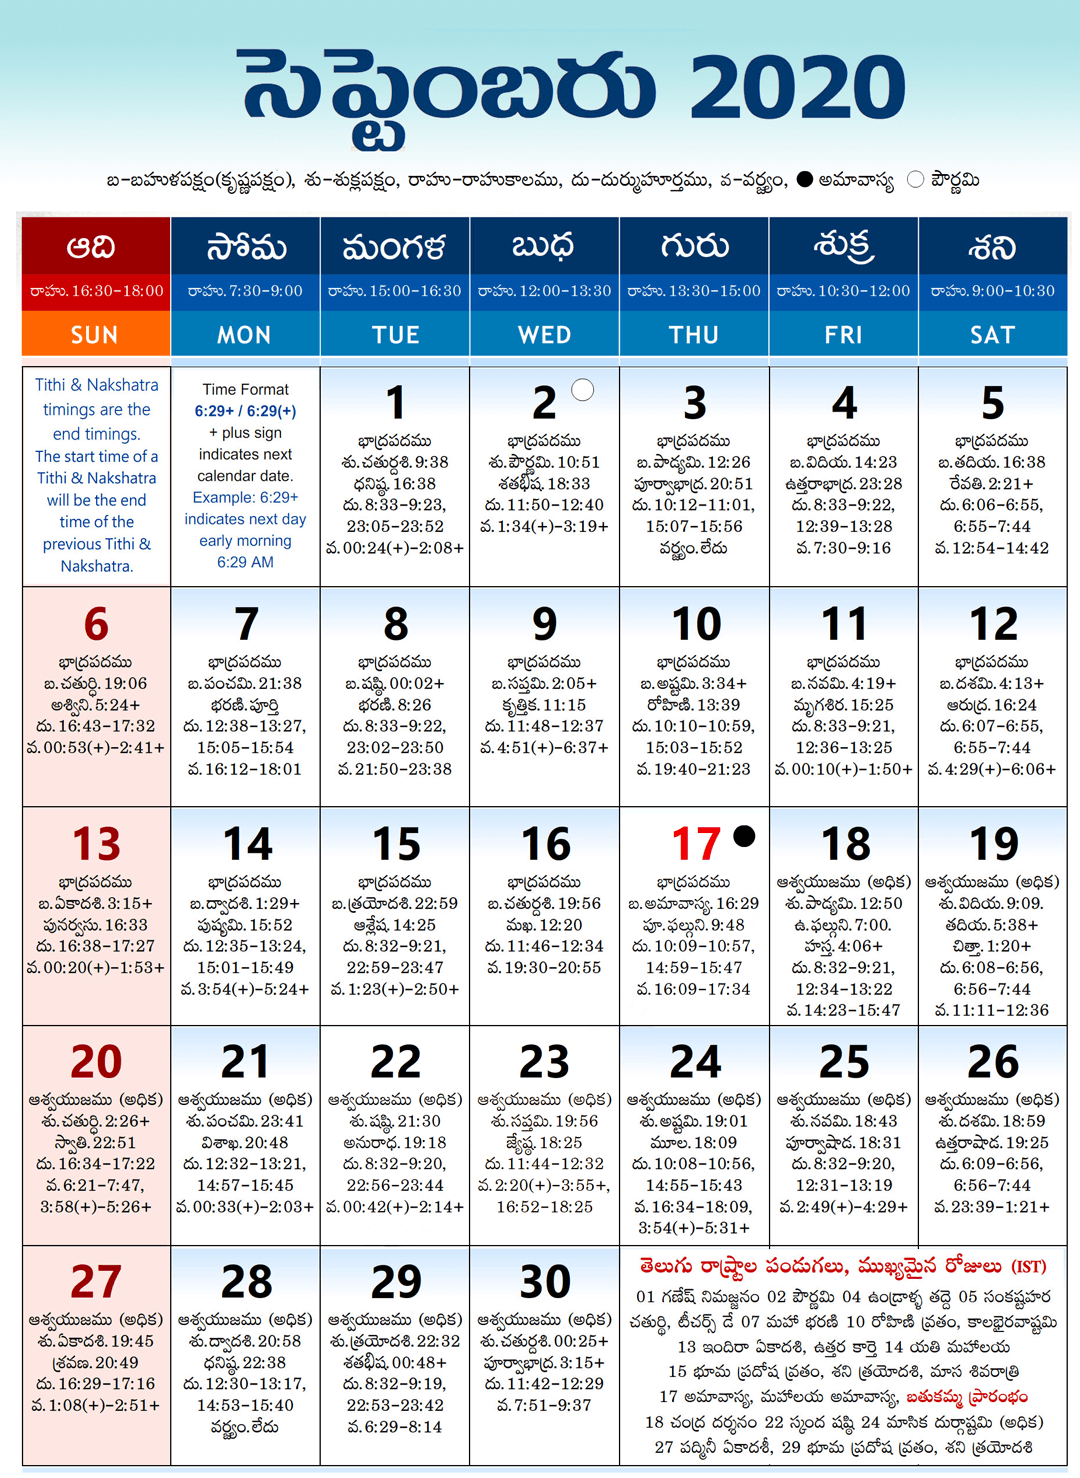 సెప్టెంబరు 2020
బ-బహుళపక్షం(కృష్ణపక్షం), శు-శుక్లపక్షం, రాహు-రాహుకాలము, దు-దుర్ముహూర్తము, వ-వర్జ్యం, అమావాస్య పౌర్ణమి
ఆది సోమ మంగళ బుధ గురు శుక్ర శని
రాహు.16:30-18:00 రాహు.7:30-9:00 రాహు.15:00-16:30 రాహు.12:00-13:30 రాహు.13:30-15:00 రాహు.10:30-12:00 రాహు.9:00-10:30
SUN MON TUE WED THU FRI SAT
Tithi & Nakshatra
timings are the
end timings.
The start time of a
Tithi & Nakshatra
will be the end
time of the
previous Tithi &
Nakshatra.
Time Format
6:29+ / 6:29(+)
+ plus sign
indicates next
calendar date.
Example: 6:29+
indicates next day
early morning
6:29 AM
1
భాద్రపదము
శు.చతుర్దశి.9:38
ధనిష్ఠ.16:38
దు.8:33-9:23,
23:05-23:52
వ.00:24(+)-2:08+
2
భాద్రపదము
శు.పౌర్ణమి.10:51
శతభిష.18:33
దు.11:50-12:40
వ.1:34(+)-3:19+
3
భాద్రపదము
బ.పాడ్యమి.12:26
పూర్వాభాద్ర.20:51
దు.10:12-11:01,
15:07-15:56
వర్జ్యం.లేదు
4
భాద్రపదము
బ.విదియ.14:23
ఉత్తరాభాద్ర.23:28
దు.8:33-9:22,
12:39-13:28
వ.7:30-9:16
5
భాద్రపదము
బ.తదియ.16:38
రేవతి.2:21+
దు.6:06-6:55,
6:55-7:44
వ.12:54-14:42
6
భాద్రపదము
బ.చతుర్థి.19:06
అశ్విని.5:24+
దు.16:43-17:32
వ.00:53(+)-2:41+
7
భాద్రపదము
బ.పంచమి.21:38
భరణి.పూర్తి
దు.12:38-13:27,
15:05-15:54
వ.16:12-18:01
8
భాద్రపదము
బ.షష్ఠి.00:02+
భరణి.8:26
దు.8:33-9:22,
23:02-23:50
వ.21:50-23:38
9
భాద్రపదము
బ.సప్తమి.2:05+
కృత్తిక.11:15
దు.11:48-12:37
వ.4:51(+)-6:37+
10
భాద్రపదము
బ.అష్టమి.3:34+
రోహిణి.13:39
దు.10:10-10:59,
15:03-15:52
వ.19:40-21:23
11
భాద్రపదము
బ.నవమి.4:19+
మృగశిర.15:25
దు.8:33-9:21,
12:36-13:25
వ.00:10(+)-1:50+
12
భాద్రపదము
బ.దశమి.4:13+
ఆరుద్ర.16:24
దు.6:07-6:55,
6:55-7:44
వ.4:29(+)-6:06+
13
భాద్రపదము
బ.ఏకాదశి.3:15+
పునర్వసు.16:33
దు.16:38-17:27
వ.00:20(+)-1:53+
14
భాద్రపదము
బ.ద్వాదశి.1:29+
పుష్యమి.15:52
దు.12:35-13:24,
15:01-15:49
వ.3:54(+)-5:24+
15
భాద్రపదము
బ.త్రయోదశి.22:59
ఆశ్లేష.14:25
దు.8:32-9:21,
22:59-23:47
వ.1:23(+)-2:50+
16
భాద్రపదము
బ.చతుర్దశి.19:56
మఖ.12:20
దు.11:46-12:34
వ.19:30-20:55
17
భాద్రపదము
బ.అమావాస్య.16:29
పూ.ఫల్గుని.9:48
దు.10:09-10:57,
14:59-15:47
వ.16:09-17:34
18
ఆశ్వయుజము (అధిక)
శు.పాడ్యమి.12:50
ఉ.ఫల్గుని.7:00.
హస్త.4:06+
దు.8:32-9:21,
12:34-13:22
వ.14:23-15:47
19
ఆశ్వయుజము (అధిక)
శు.విదియ.9:09.
తదియ.5:38+
చిత్తా.1:20+
దు.6:08-6:56,
6:56-7:44
వ.11:11-12:36
20
ఆశ్వయుజము (అధిక)
శు.చతుర్థి.2:26+
స్వాతి.22:51
దు.16:34-17:22
వ.6:21-7:47,
3:58(+)-5:26+
21
ఆశ్వయుజము (అధిక)
శు.పంచమి.23:41
విశాఖ.20:48
దు.12:32-13:21,
14:57-15:45
వ.00:33(+)-2:03+
22
ఆశ్వయుజము (అధిక)
శు.షష్ఠి.21:30
అనురాధ.19:18
దు.8:32-9:20,
22:56-23:44
వ.00:42(+)-2:14+
23
ఆశ్వయుజము (అధిక)
శు.సప్తమి.19:56
జ్యేష్ఠ.18:25
దు.11:44-12:32
వ.2:20(+)-3:55+,
16:52-18:25
24
ఆశ్వయుజము (అధిక)
శు.అష్టమి.19:01
మూల.18:09
దు.10:08-10:56,
14:55-15:43
వ.16:34-18:09,
3:54(+)-5:31+
25
ఆశ్వయుజము (అధిక)
శు.నవమి.18:43
పూర్వాషాడ.18:31
దు.8:32-9:20,
12:31-13:19
వ.2:49(+)-4:29+
26
ఆశ్వయుజము (అధిక)
శు.దశమి.18:59
ఉత్తరాషాడ.19:25
దు.6:09-6:56,
6:56-7:44
వ.23:39-1:21+
27
ఆశ్వయుజము (అధిక)
శు.ఏకాదశి.19:45
శ్రవణ.20:49
దు.16:29-17:16
వ.1:08(+)-2:51+
28
ఆశ్వయుజము (అధిక)
శు.ద్వాదశి.20:58
ధనిష్ఠ.22:38
దు.12:30-13:17,
14:53-15:40
వర్జ్యం.లేదు
29
ఆశ్వయుజము (అధిక)
శు.త్రయోదశి.22:32
శతభిష.00:48+
దు.8:32-9:19,
22:53-23:42
వ.6:29-8:14
30
ఆశ్వయుజము (అధిక)
శు.చతుర్దశి.00:25+
పూర్వాభాద్ర.3:15+
దు.11:42-12:29
వ.7:51-9:37
తెలుగు రాష్ట్రాల పండుగలు, ముఖ్యమైన రోజులు (IST)
01 గణేష్ నిమజ్జనం 02 పౌర్ణమి 04 ఉండ్రాళ్ళ తద్దె 05 సంకష్టహర
చతుర్థి, టీచర్స్ డే 07 మహా భరణి 10 రోహిణి వ్రతం, కాలభైరవాష్టమి
13 ఇందిరా ఏకాదశి, ఉత్తర కార్తె 14 యతి మహాలయ
15 భూమ ప్రదోష వ్రతం, శని త్రయోదశి, మాస శివరాత్రి
17 అమావాస్య, మహాలయ అమావాస్య, బతుకమ్మ ప్రారంభం
18 చంద్ర దర్శనం 22 స్కంద షష్ఠి 24 మాసిక దుర్గాష్టమి (అధిక)
27 పద్మినీ ఏకాదశీ, 29 భూమ ప్రదోష వ్రతం, శని త్రయోదశి